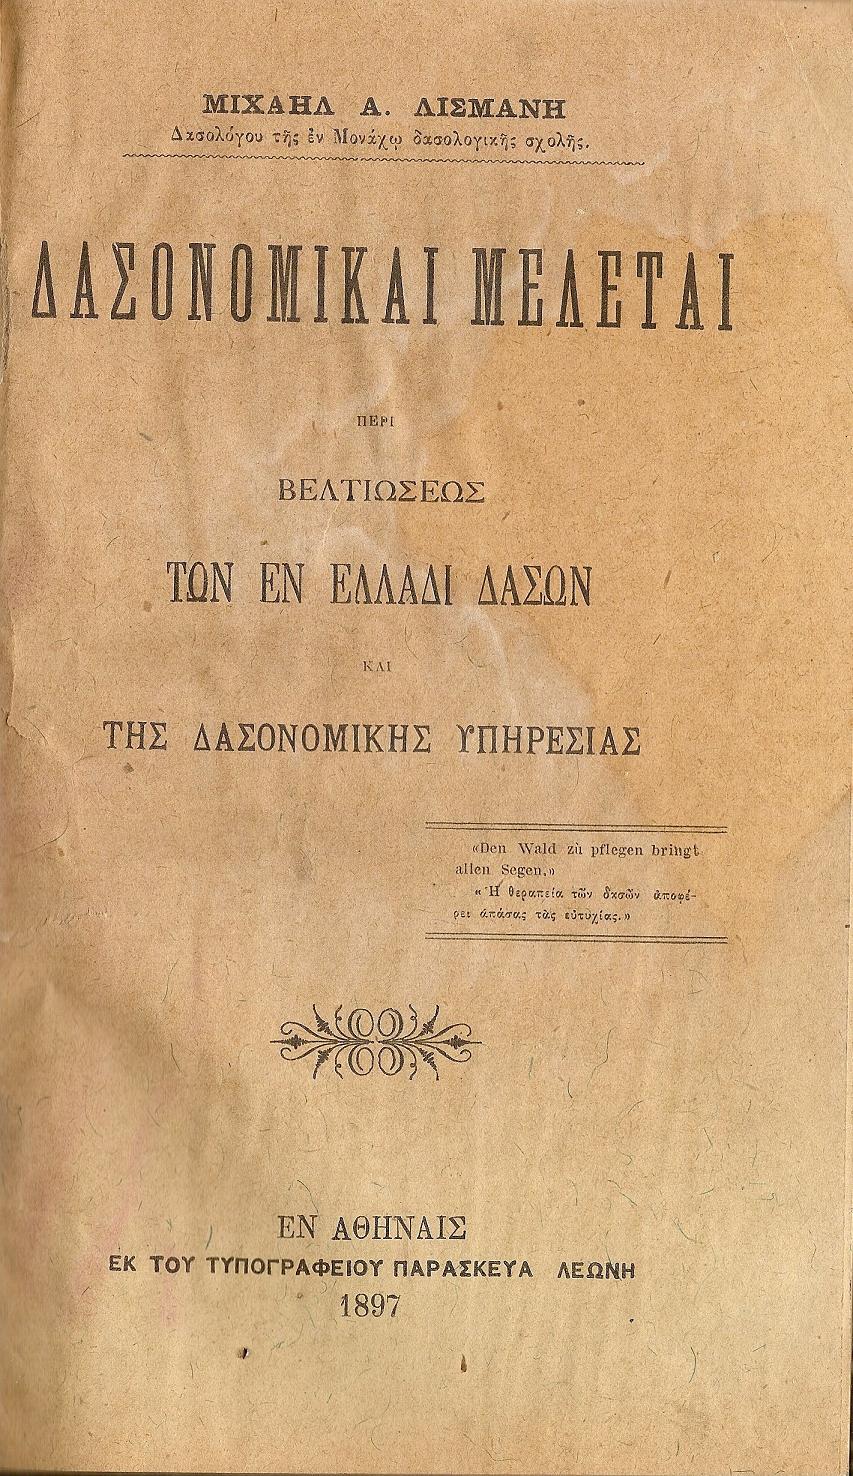 ΜΙΧΑΗΛ Α. ΛΙΣΜΑΝΗ
Δασολόγου τῆς ἐν Μονάχῳ δασολογικῆς σχολῆς.
ΔΑΣΟΝΟΜΙΚΑΙ ΜΕΛΕΤΑΙ
ΠΕΡΙ
ΒΕΛΤΙΩΣΕΩΣ
ΤΩΝ ΕΝ ΕΛΛΑΔΙ ΔΑΣΩΝ
ΚΑΙ
ΤΗΣ ΔΑΣΟΝΟΜΙΚΗΣ ΥΠΗΡΕΣΙΑΣ
«Den Wald zù pflegen bringt
allen Segen,»
«Ἡ θεραπεία τῶν δασῶν ἀποφέ-
ρει ἁπάσας τὰς εὐτυχίας.»
ΕΝ ΑΘΗΝΑΙΣ
ΕΚ ΤΟΥ ΤΥΠΟΓΡΑΦΕΙΟΥ ΠΑΡΑΣΚΕΥΑ ΛΕΩΝΗ
1897